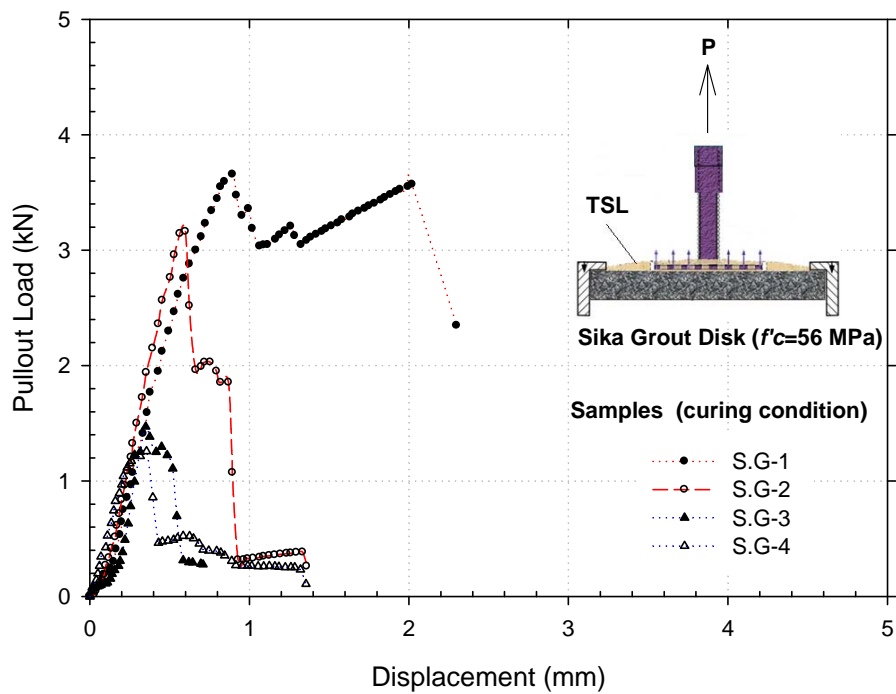 5
4
3
2
1
0
Pullout Load (kN)
0 1 2 3 4 5
Displacement (mm)
P
TSL
Sika Grout Disk (f'c=56 MPa)
Samples (curing condition)
S.G-1
S.G-2
S.G-3
S.G-4